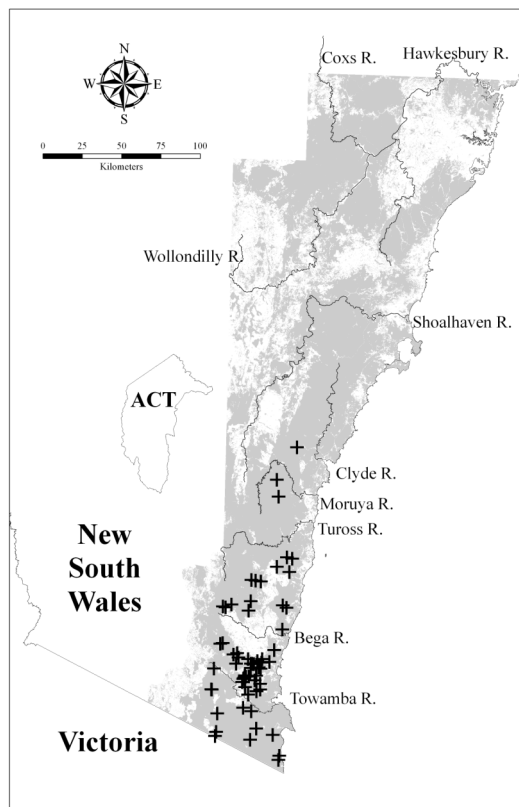 Coxs R.
Hawkesbury R.
N
W
E
S
0 25 50 75 100
Kilometers
Wollondilly R.
Shoalhaven R.
ACT
Clyde R.
Moruya R.
Tuross R.
New
South
Wales
Bega R.
Towamba R.
Victoria